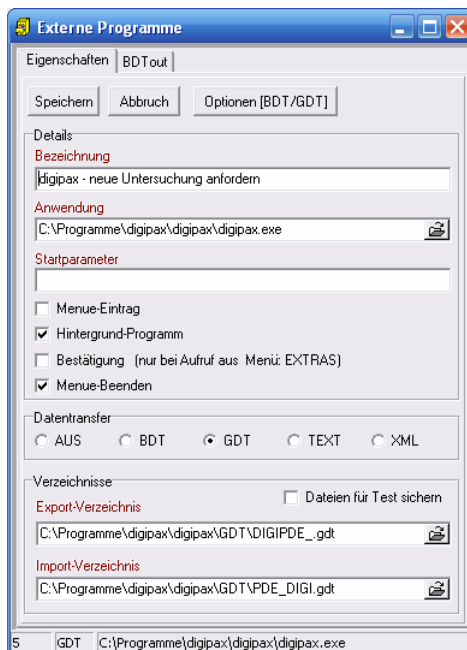 Externe Programme
Eigenschaften BDTout
Speichern Abbruch Optionen [BDT/GDT]
Details
Bezeichnung
digipax - neue Untersuchung anfordern
Anwendung
C:\Programme\digipax\digipax\digipax.exe
Startparameter
Menue-Eintrag
Hintergrund-Programm
Bestätigung (nur bei Aufruf aus Menü: EXTRAS)
Menue-Beenden
Datentransfer
AUS BDT GDT TEXT XML
Verzeichnisse
Dateien für Test sichern
Export-Verzeichnis
C:\Programme\digipax\digipax\GDT\DIGIPDE_.gdt
Import-Verzeichnis
C:\Programme\digipax\digipax\GDT\PDE_DIGI.gdt
5 GDT C:\Programme\digipax\digipax\digipax.exe